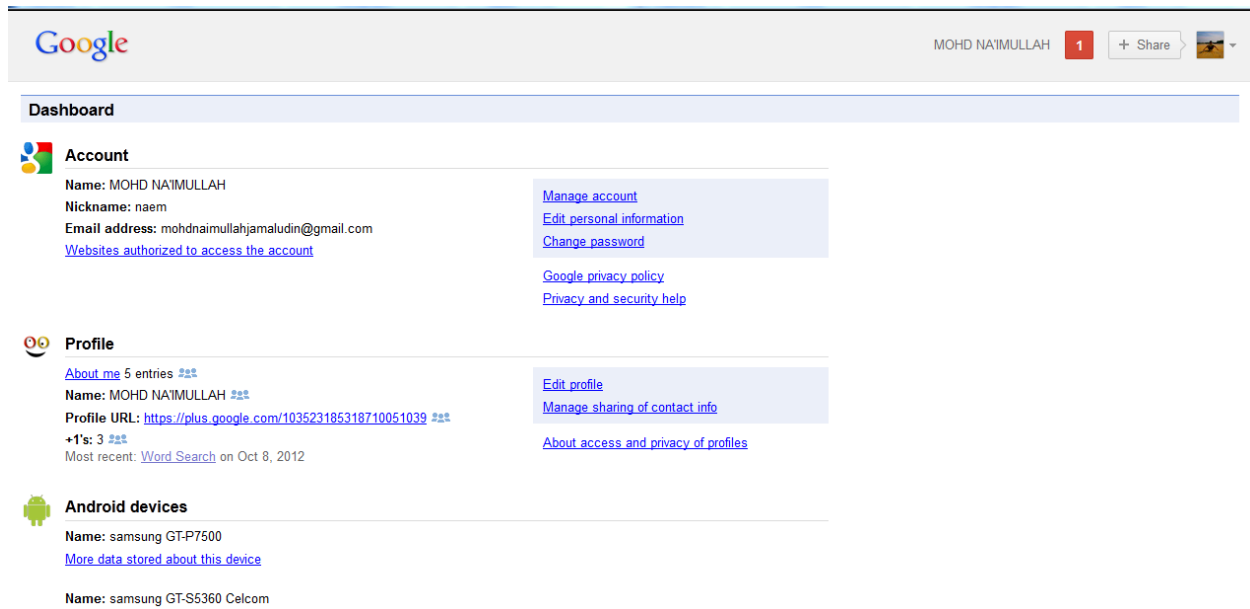 Google
MOHD NA'IMULLAH 1 + Share
Dashboard
Account
Name: MOHD NA'IMULLAH
Nickname: naem
Email address: mohdnaimullahjamaludin@gmail.com
Websites authorized to access the account
Manage account
Edit personal information
Change password
Google privacy policy
Privacy and security help
Profile
About me 5 entries
Name: MOHD NA'IMULLAH
Profile URL: https://plus.google.com/103523185318710051039
+1's: 3
Most recent: Word Search on Oct 8, 2012
Edit profile
Manage sharing of contact info
About access and privacy of profiles
Android devices
Name: samsung GT-P7500
More data stored about this device
Name: samsung GT-S5360 Celcom